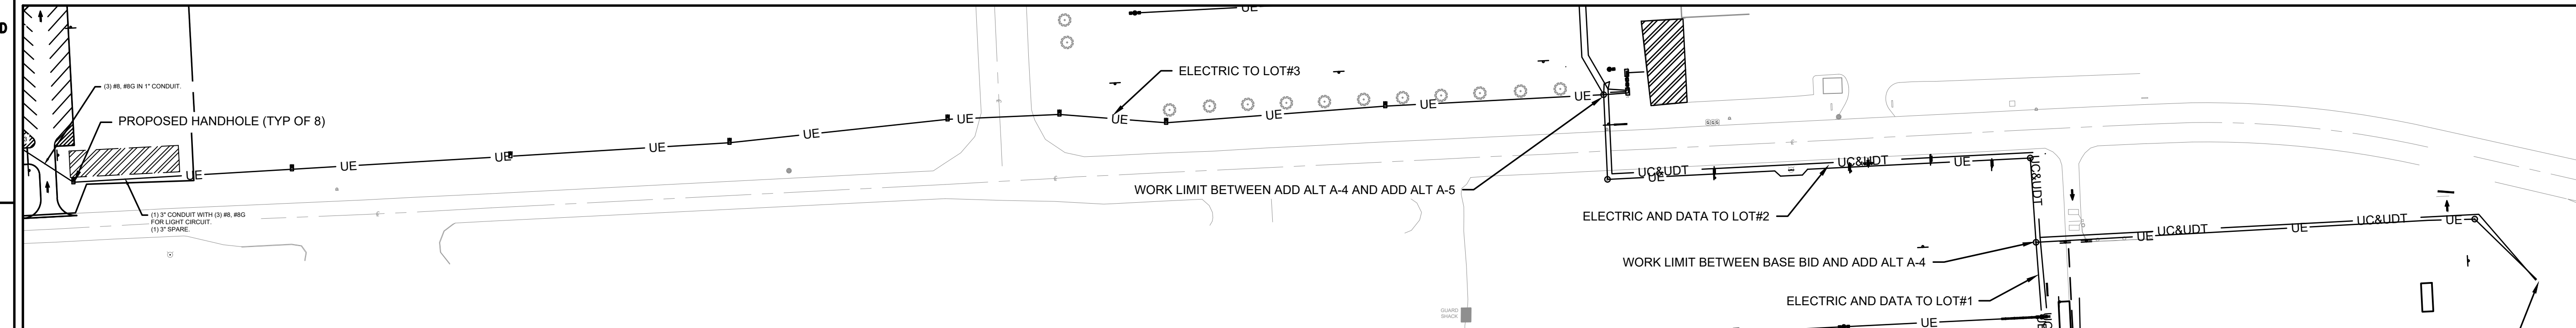 D
UE
ELECTRIC TO LOT#3
(3) #8, #8G IN 1" CONDUIT.
PROPOSED HANDHOLE (TYP OF 8)
UE
UE
UE
UE
UE
UE
UE
UE
UE
UE
UE
WORK LIMIT BETWEEN ADD ALT A-4 AND ADD ALT A-5
UC&UDT
UE
UC&UDT
UE
UC&UDT
(1) 3" CONDUIT WITH (3) #8, #8G
FOR LIGHT CIRCUIT.
(1) 3" SPARE.
ELECTRIC AND DATA TO LOT#2
UE
UC&UDT
UE
UC&UDT
UE
WORK LIMIT BETWEEN BASE BID AND ADD ALT A-4
ELECTRIC AND DATA TO LOT#1
GUARD
SHACK
UE
UE